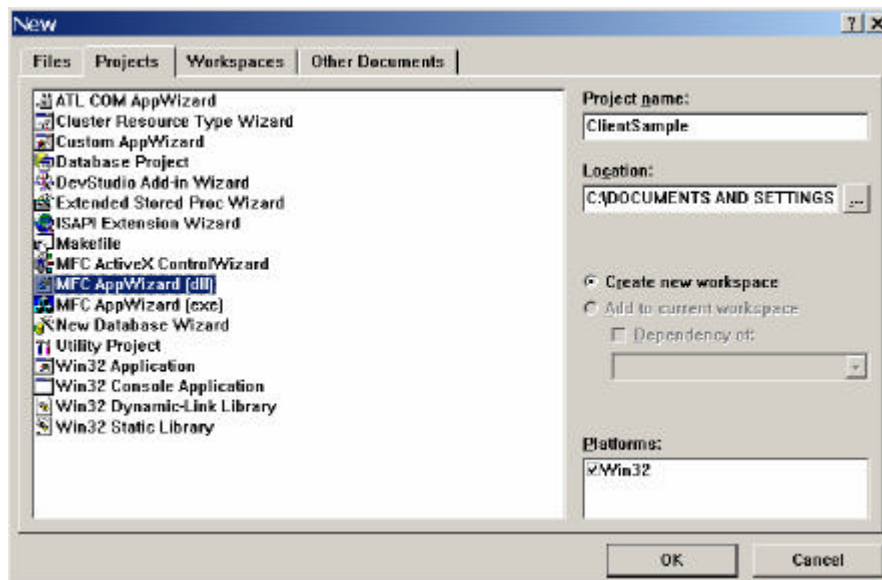 New
Files Projects Workspaces Other Documents
ATL COM AppWizard
Cluster Resource Type Wizard
Custom AppWizard
Database Project
DevStudio Add-in Wizard
Extended Stored Proc Wizard
ISAPI Extension Wizard
Makefile
MFC ActiveX ControlWizard
MFC AppWizard (dll)
MFC AppWizard (exe)
New Database Wizard
Utility Project
Win32 Application
Win32 Console Application
Win32 Dynamic-Link Library
Win32 Static Library
Project name:
ClientSample
Location:
C:\DOCUMENTS AND SETTINGS
...
Create new workspace
Add to current workspace
Dependency of:
Platforms:
Win32
OK Cancel